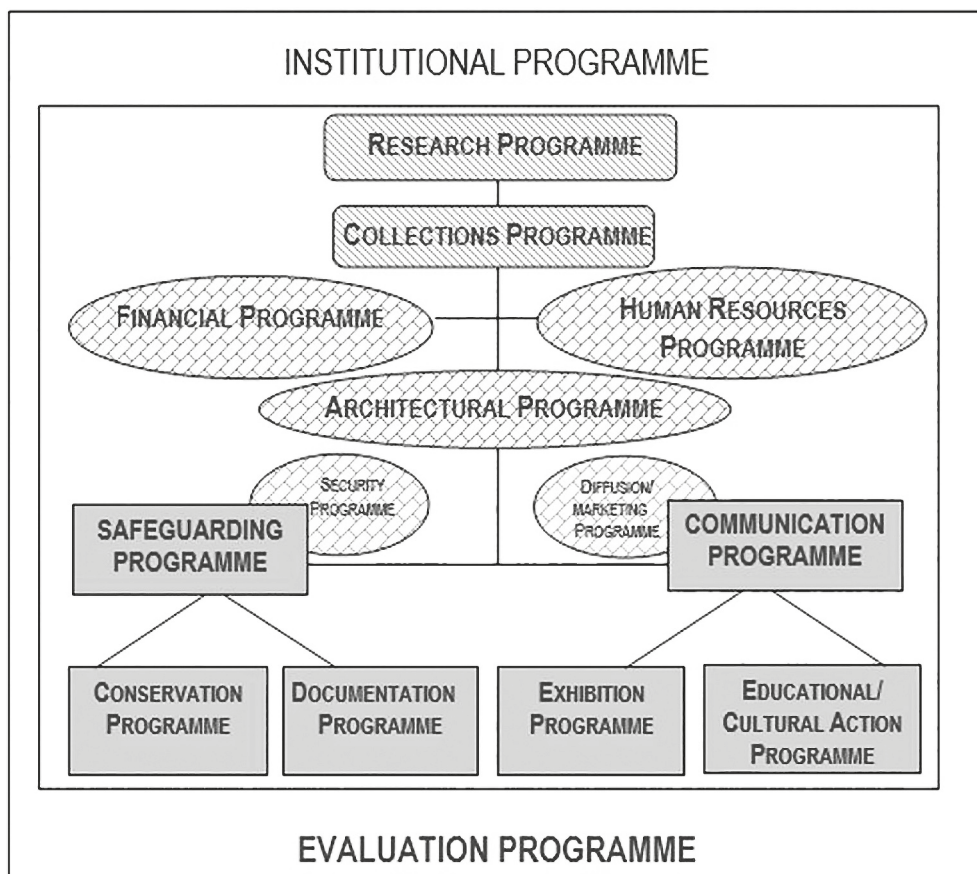 INSTITUTIONAL PROGRAMME
RESEARCH PROGRAMME
COLLECTIONS PROGRAMME
FINANCIAL PROGRAMME
HUMAN RESOURCES
PROGRAMME
ARCHITECTURAL PROGRAMME
SECURITY
PROGRAMME
DIFFUSION/
MARKETING
PROGRAMME
SAFEGUARDING
PROGRAMME
COMMUNICATION
PROGRAMME
CONSERVATION
PROGRAMME
DOCUMENTATION
PROGRAMME
EXHIBITION
PROGRAMME
EDUCATIONAL/
CULTURAL ACTION
PROGRAMME
EVALUATION PROGRAMME